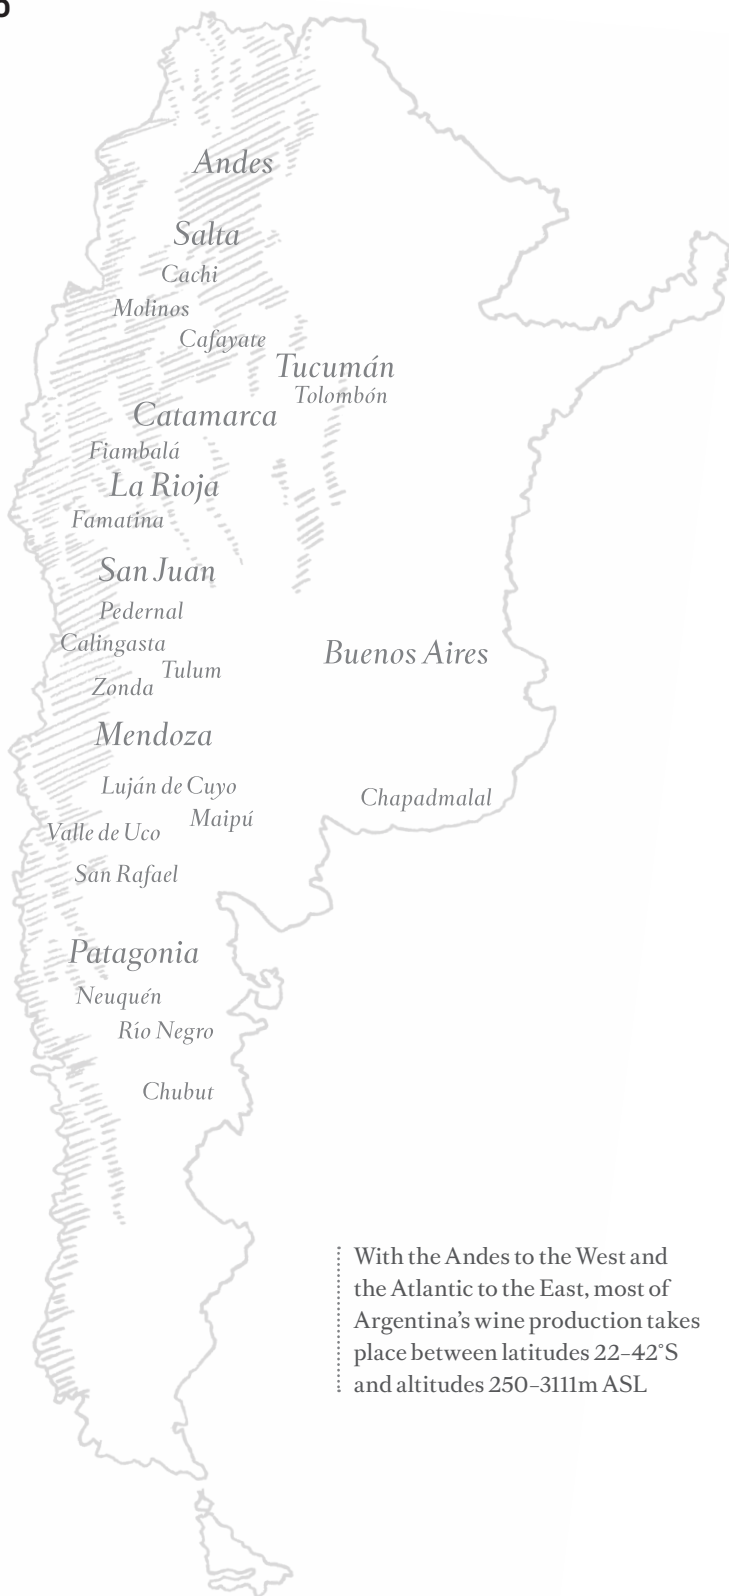 Andes
Salta
Cachi
Molinos
Cafayate
Tucumán
Tolombón
Catamarca
Fiambalá
La Rioja
Famatina
San Juan
Pedernal
Calingasta
Buenos Aires
Tulum
Zonda
Mendoza
Luján de Cuyo
Chapadmalal
Maipú
Valle de Uco
San Rafael
Patagonia
Neuquén
Río Negro
Chubut
With the Andes to the West and
the Atlantic to the East, most of
Argentina's wine production takes
place between latitudes 22–42°S
and altitudes 250–3111m ASL